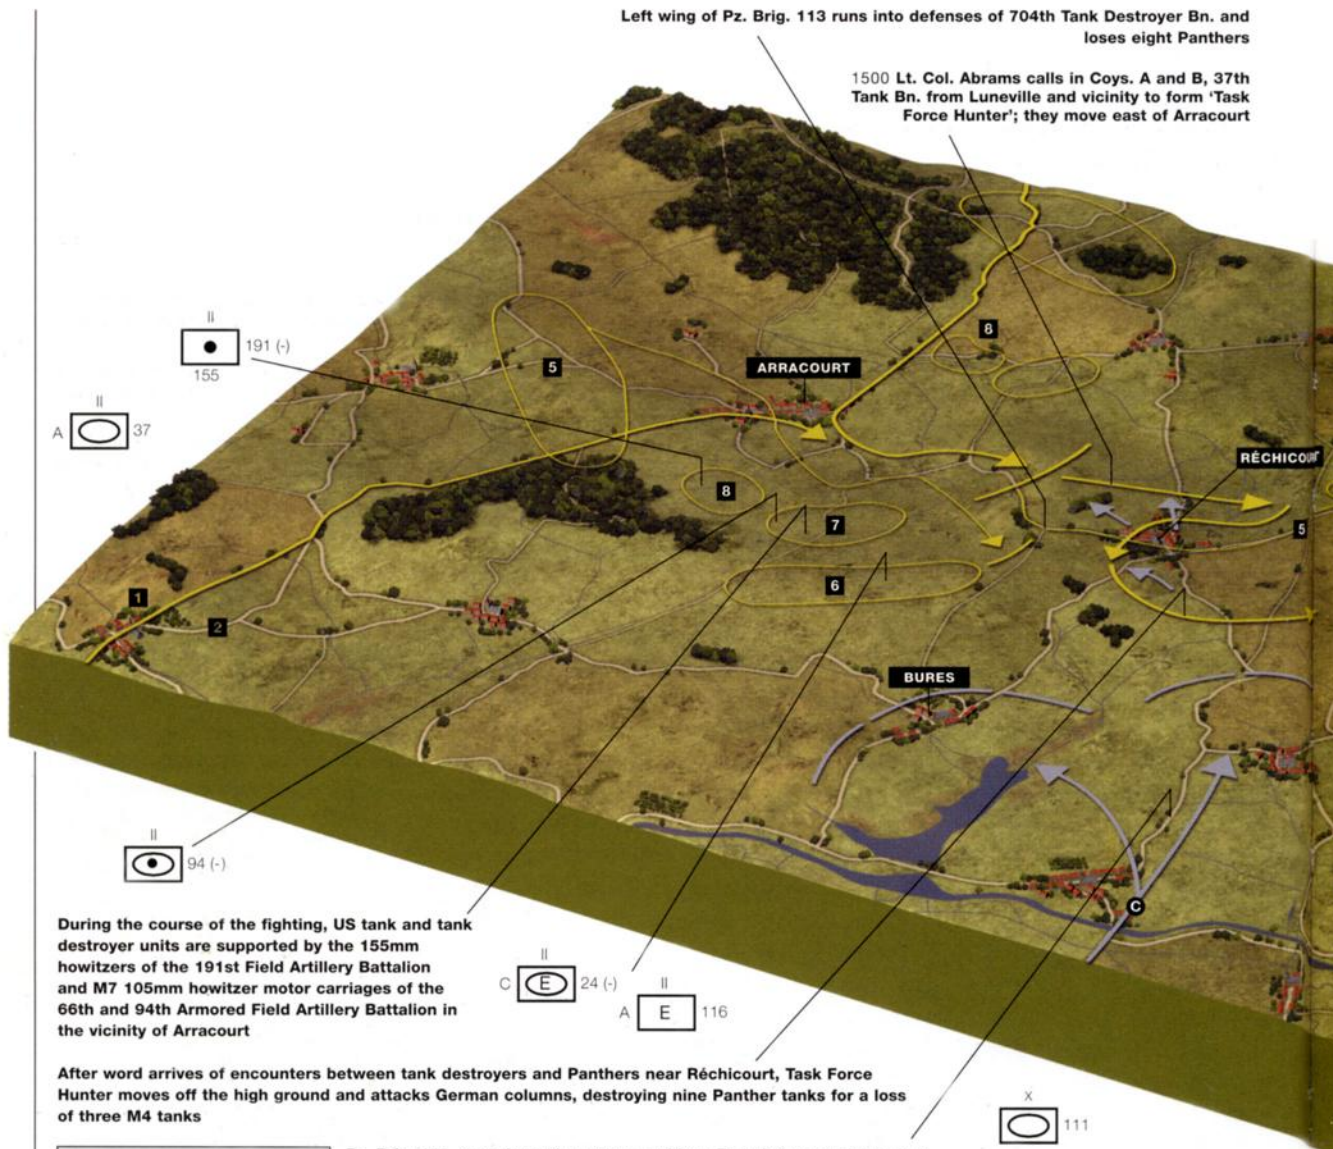 Left wing of Pz. Brig. 113 runs into defenses of 704th Tank Destroyer Bn. and
loses eight Panthers
1500 Lt. Col. Abrams calls in Coys. A and B, 37th
Tank Bn. from Luneville and vicinity to form ‘Task
Force Hunter’; they move east of Arracourt
8
II
191 (-)
155
5
ARRACOURT
II
A 37
RÉCHICOURT
8
7
5
6
1
2
BURES
II
94 (-)
C
During the course of the fighting, US tank and tank
destroyer units are supported by the 155mm
howitzers of the 191st Field Artillery Battalion
and M7 105mm howitzer motor carriages of the
66th and 94th Armored Field Artillery Battalion in
the vicinity of Arracourt
II
C E 24 (-)
II
A E 116
After word arrives of encounters between tank destroyers and Panthers near Réchicourt, Task Force
Hunter moves off the high ground and attacks German columns, destroying nine Panther tanks for a loss
of three M4 tanks
X
111